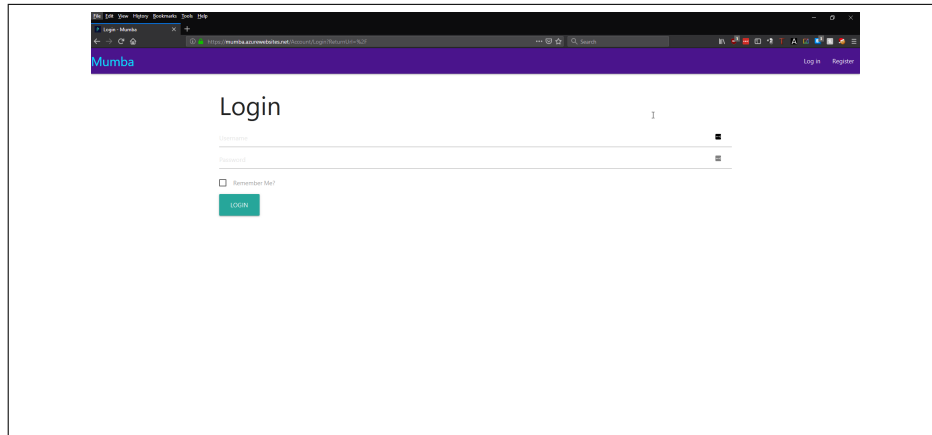 File Edit View History Bookmarks Tools Help
Login - Mumba
https://mumba.azurewebsites.net/Account/Login?ReturnUrl=%2F
Search
Mumba
Log in Register
Login
Username
Password
Remember Me?
LOGIN